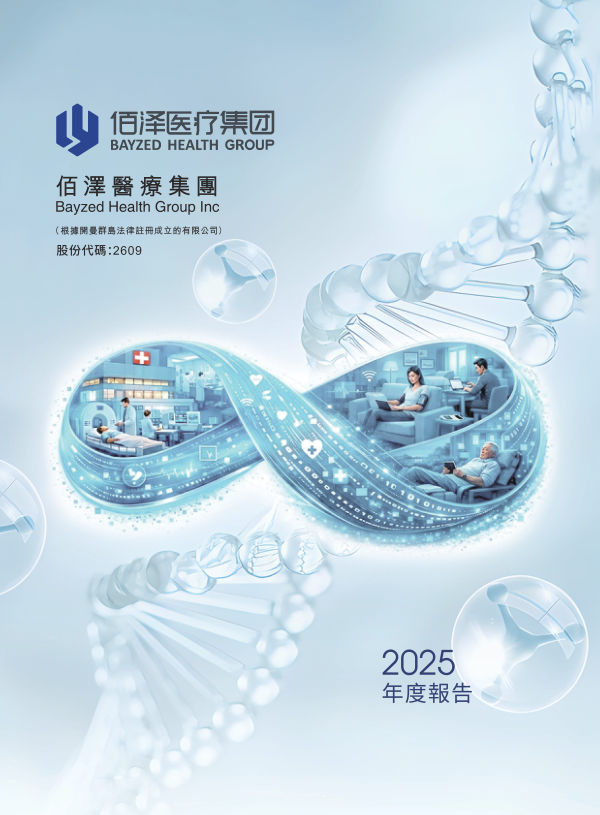 佰泽医疗集团
BAYZED HEALTH GROUP
佰澤醫療集團
Bayzed Health Group Inc
（根據開曼群島法律註冊成立的有限公司）
股份代碼：2609
2025
年度報告